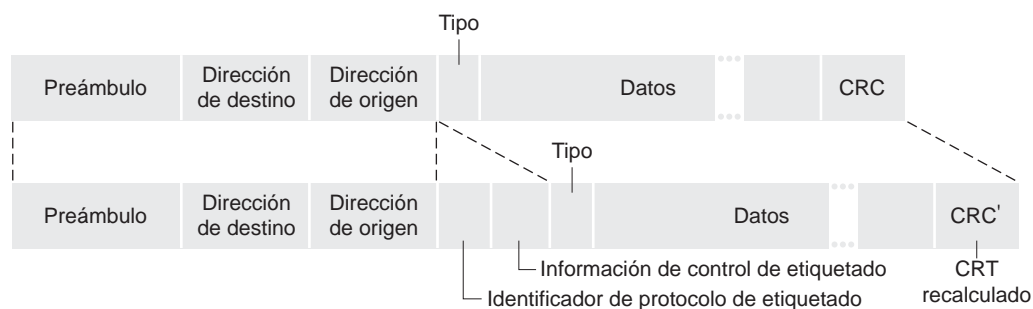 Tipo
Preámbulo
Dirección
de destino
Dirección
de origen
Datos
CRC
Tipo
Preámbulo
Dirección
de destino
Dirección
de origen
Datos
CRC'
Información de control de etiquetado
Identificador de protocolo de etiquetado
CRT
recalculado